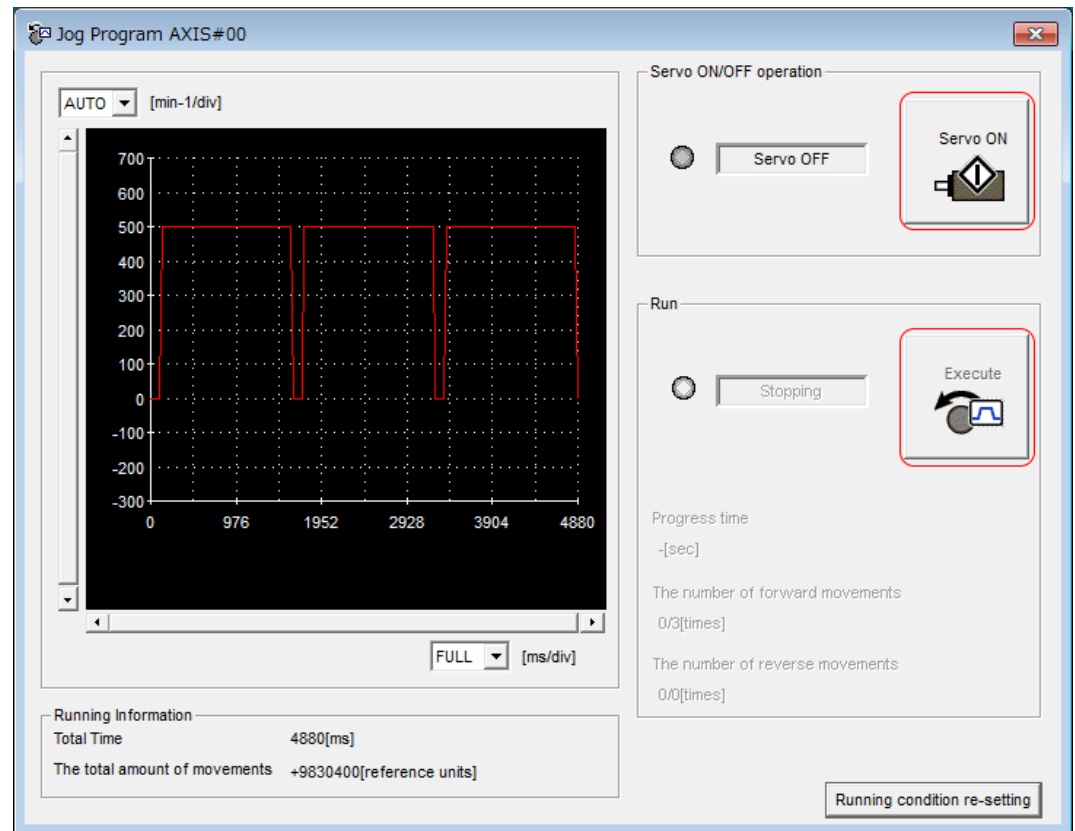 Jog Program AXIS#00
AUTO [min-1/div]
700
600
500
400
300
200
100
0
-100
-200
-300
0 976 1952 2928 3904 4880
FULL [ms/div]
Running Information
Total Time 4880[ms]
The total amount of movements +9830400[reference units]
Servo ON/OFF operation
Servo OFF
Servo ON
Run
Stopping
Execute
Progress time
-[sec]
The number of forward movements
0/3[times]
The number of reverse movements
0/0[times]
Running condition re-setting